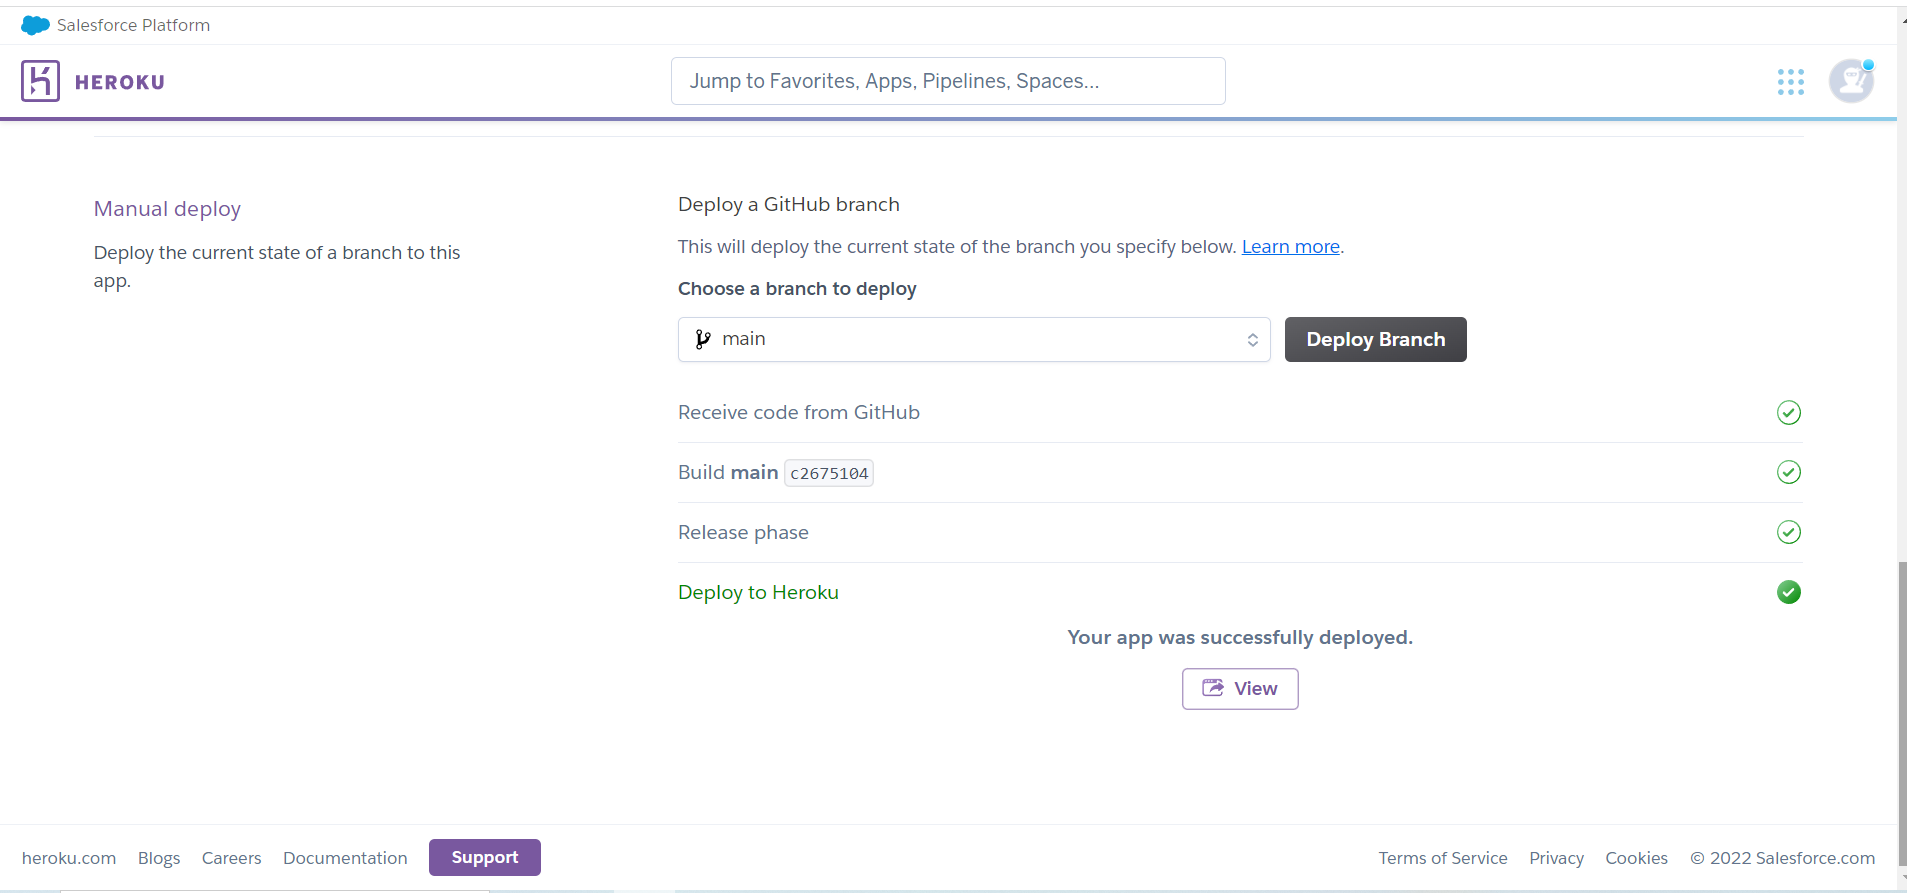 Salesforce Platform
HEROKU
Jump to Favorites, Apps, Pipelines, Spaces...
Manual deploy
Deploy the current state of a branch to this
app.
Deploy a GitHub branch
This will deploy the current state of the branch you specify below. Learn more.
Choose a branch to deploy
main
Deploy Branch
Receive code from GitHub
Build main c2675104
Release phase
Deploy to Heroku
Your app was successfully deployed.
View
heroku.com Blogs Careers Documentation Support
Terms of Service Privacy Cookies © 2022 Salesforce.com